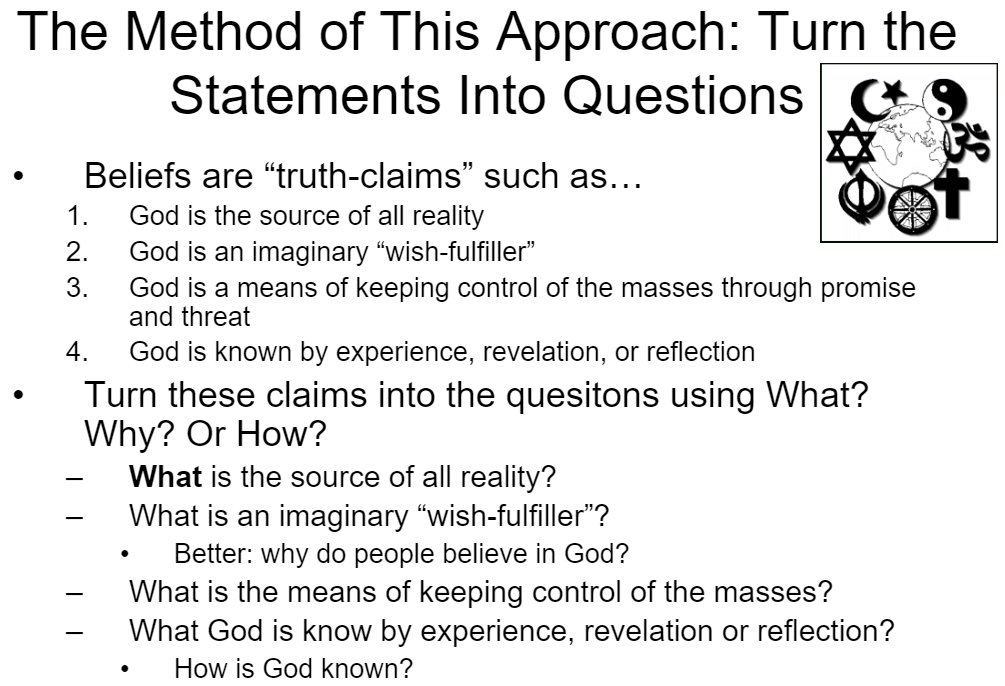 The Method of This Approach: Turn the
Statements Into Questions
• Beliefs are “truth-claims” such as…
1. God is the source of all reality
2. God is an imaginary “wish-fulfiller”
3. God is a means of keeping control of the masses through promise
and threat
4. God is known by experience, revelation, or reflection
• Turn these claims into the quesitons using What?
Why? Or How?
– What is the source of all reality?
– What is an imaginary “wish-fulfiller”?
• Better: why do people believe in God?
– What is the means of keeping control of the masses?
– What God is know by experience, revelation or reflection?
• How is God known?